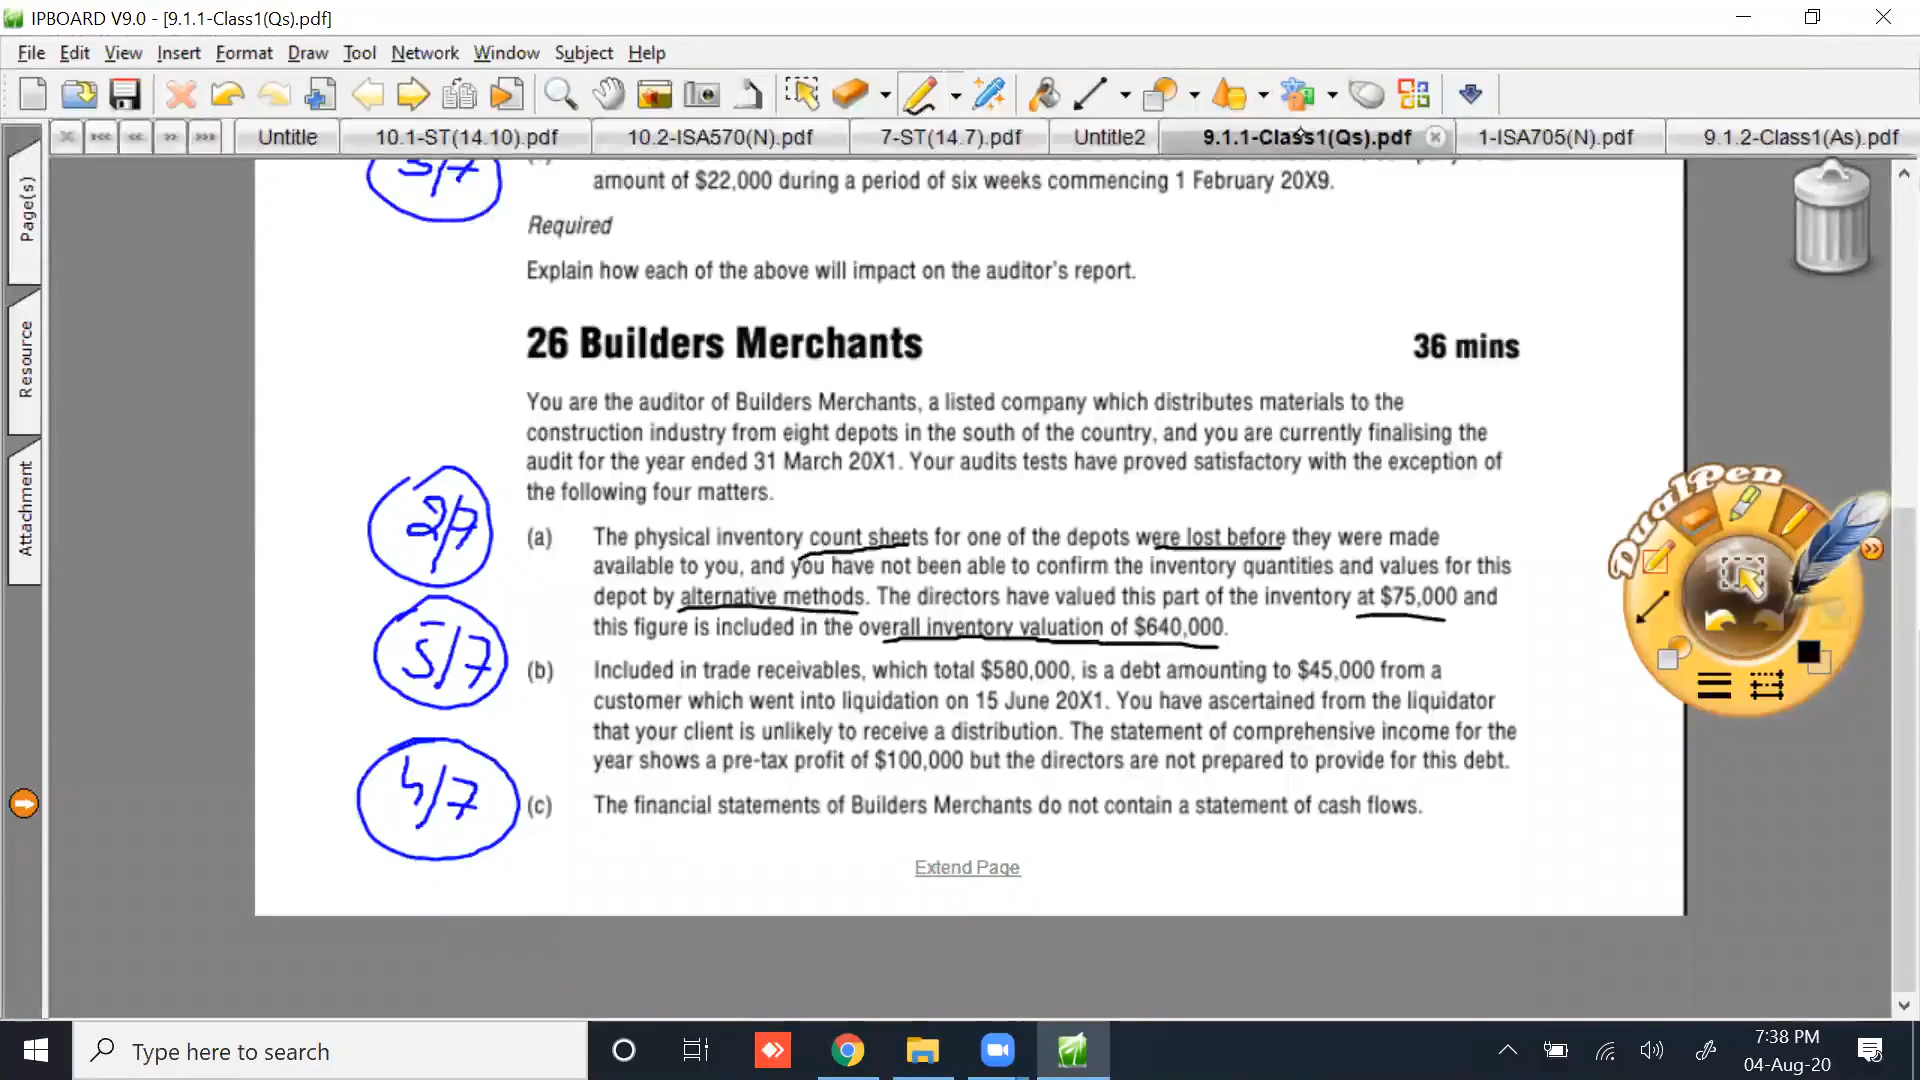 IPBOARD V9.0 - [9.1.1-Class1(Qs).pdf]
File Edit View Insert Format Draw Tool Network Window Subject Help
Untitle 10.1-ST(14.10).pdf 10.2-ISA570(N).pdf 7-ST(14.7).pdf Untitle2 9.1.1-Class1(Qs).pdf 1-ISA705(N).pdf 9.1.2-Class1(As).pdf
Page(s)
Resource
Attachment
amount of $22,000 during a period of six weeks commencing 1 February 20X9.
Required
Explain how each of the above will impact on the auditor's report.
26 Builders Merchants 36 mins
You are the auditor of Builders Merchants, a listed company which distributes materials to the
construction industry from eight depots in the south of the country, and you are currently finalising the
audit for the year ended 31 March 20X1. Your audits tests have proved satisfactory with the exception of
the following four matters.
2/7
(a) The physical inventory count sheets for one of the depots were lost before they were made
available to you, and you have not been able to confirm the inventory quantities and values for this
depot by alternative methods. The directors have valued this part of the inventory at $75,000 and
this figure is included in the overall inventory valuation of $640,000.
5/7
(b) Included in trade receivables, which total $580,000, is a debt amounting to $45,000 from a
customer which went into liquidation on 15 June 20X1. You have ascertained from the liquidator
that your client is unlikely to receive a distribution. The statement of comprehensive income for the
year shows a pre-tax profit of $100,000 but the directors are not prepared to provide for this debt.
(c) The financial statements of Builders Merchants do not contain a statement of cash flows.
Extend Page
DualPen
Type here to search
7:38 PM
04-Aug-20